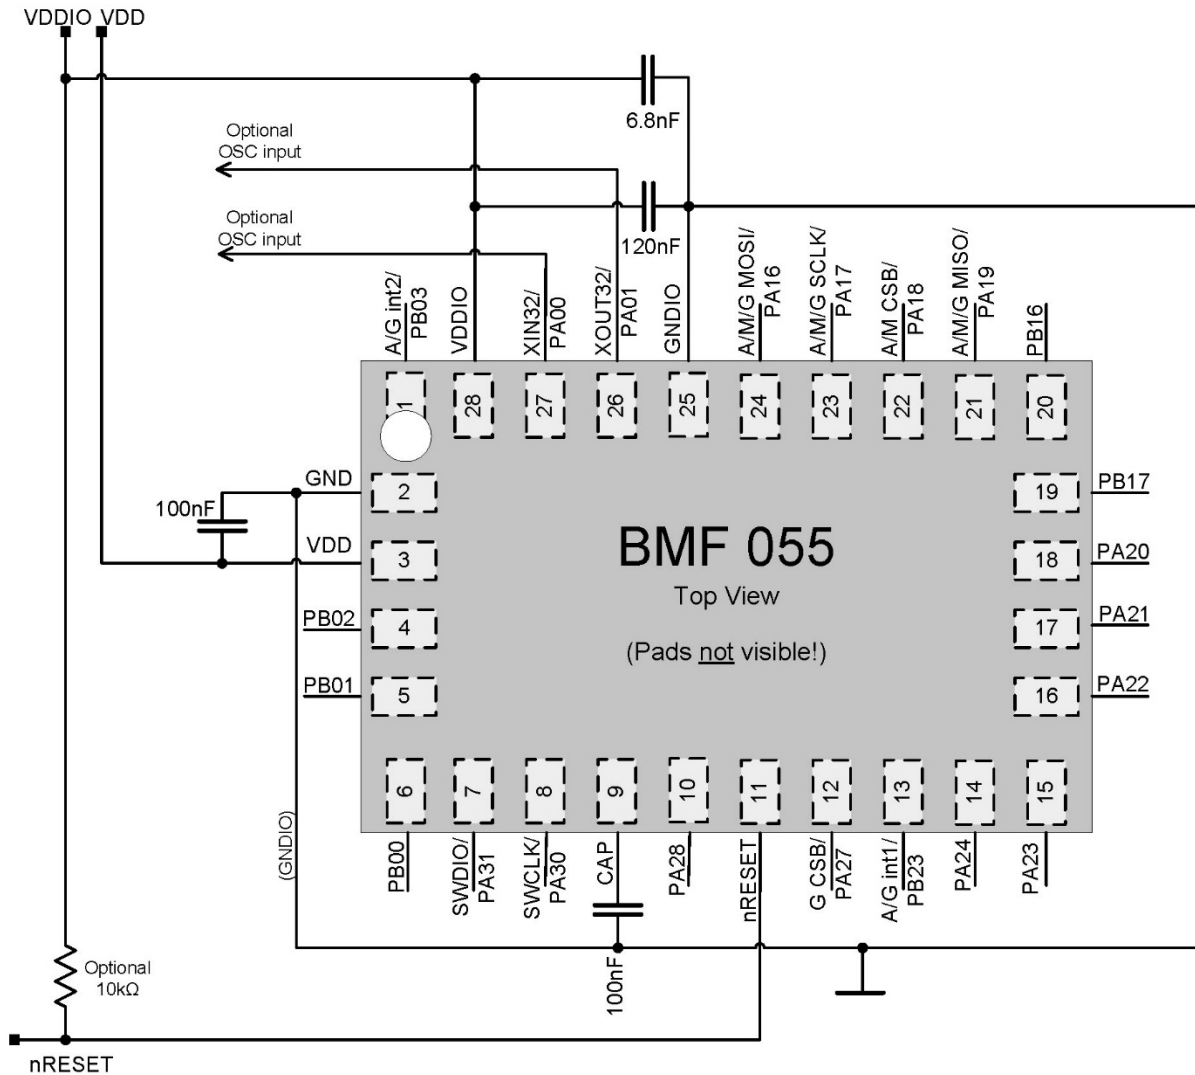 VDDIO VDD
6.8nF
Optional
OSC input
Optional
OSC input
120nF
A/G int2/
PB03
VDDIO
XIN32/
PA00
XOUT32/
PA01
GNDIO
A/M/G MOSI/
PA16
A/M/G SCLK/
PA17
A/M CSB/
PA18
A/M/G MISO/
PA19
PB16
1
28
27
26
25
24
23
22
21
20
GND
2
19
PB17
100nF
VDD
3
18
PA20
PB02
4
17
PA21
PB01
5
16
PA22
BMF 055
Top View
(Pads not visible!)
6
7
8
9
10
11
12
13
14
15
(GNDIO)
PB00
SWDIO/
PA31
SWCLK/
PA30
CAP
PA28
nRESET
G CSB/
PA27
A/G int1/
PB23
PA24
PA23
100nF
Optional
10kΩ
nRESET